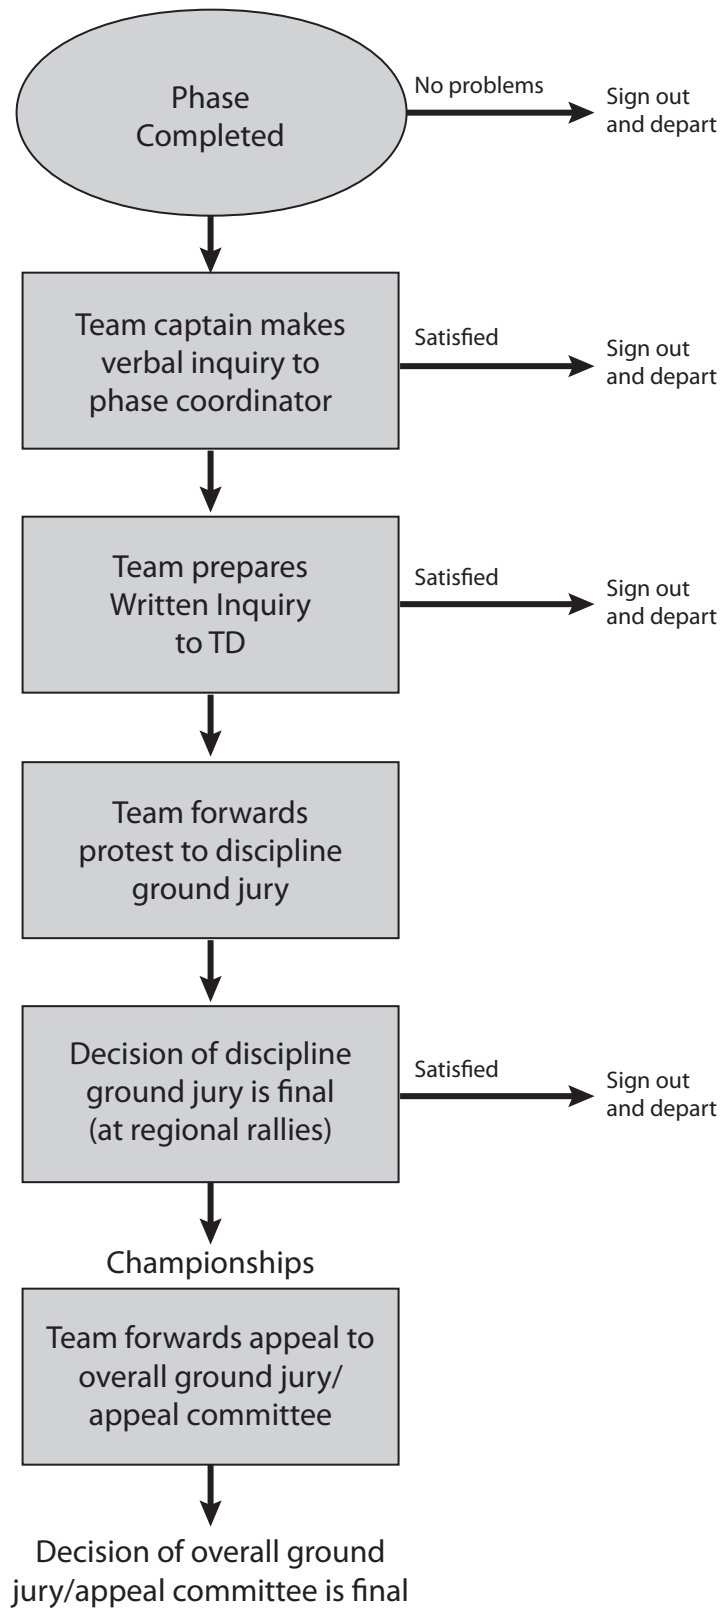 Phase
Completed
No problems
Sign out
and depart
Team captain makes
verbal inquiry to
phase coordinator
Satisfied
Sign out
and depart
Team prepares
Written Inquiry
to TD
Satisfied
Sign out
and depart
Team forwards
protest to discipline
ground jury
Decision of discipline
ground jury is final
(at regional rallies)
Satisfied
Sign out
and depart
Championships
Team forwards appeal to
overall ground jury/
appeal committee
Decision of overall ground
jury/appeal committee is final